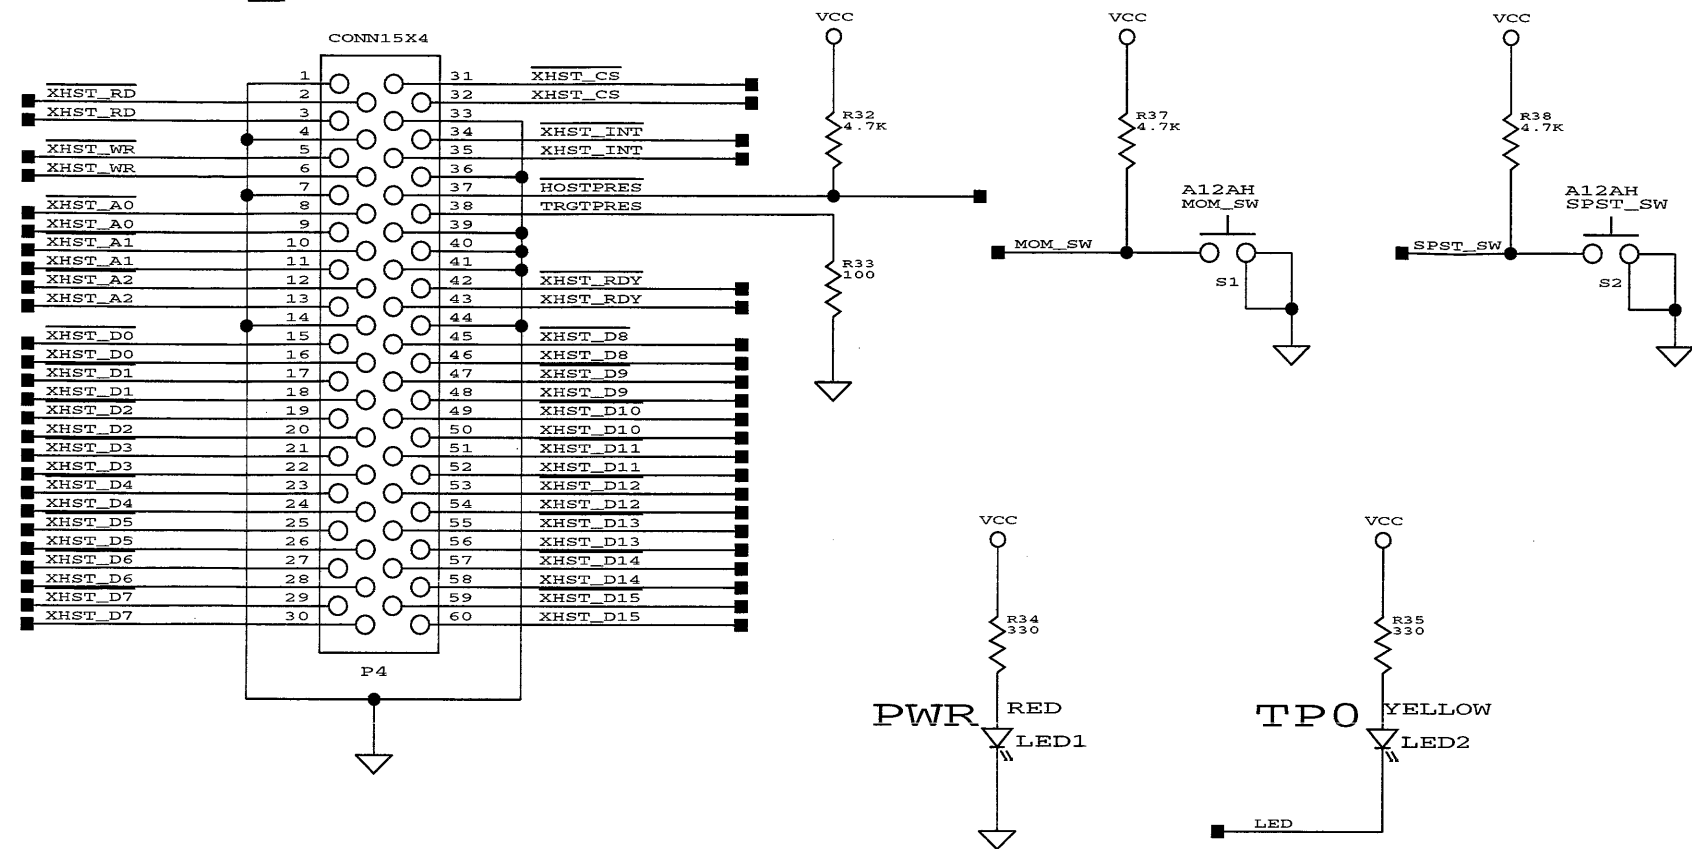 CONN15X4
1
XHST_RD
2
XHST_RD
3
4
XHST_WR
5
XHST_WR
6
7
XHST_A0
8
XHST_A0
9
XHST_A1
10
XHST_A1
11
XHST_A2
12
XHST_A2
13
14
XHST_D0
15
XHST_D0
16
XHST_D1
17
XHST_D1
18
XHST_D2
19
XHST_D2
20
XHST_D3
21
XHST_D3
22
XHST_D4
23
XHST_D4
24
XHST_D5
25
XHST_D5
26
XHST_D6
27
XHST_D6
28
XHST_D7
29
XHST_D7
30
31 XHST_CS
32 XHST_CS
33
34 XHST_INT
35 XHST_INT
36
37 HOSTPRES
38 TRGTPRES
39
40
41
42 XHST_RDY
43 XHST_RDY
44
45 XHST_D8
46 XHST_D8
47 XHST_D9
48 XHST_D9
49 XHST_D10
50 XHST_D10
51 XHST_D11
52 XHST_D11
53 XHST_D12
54 XHST_D12
55 XHST_D13
56 XHST_D13
57 XHST_D14
58 XHST_D14
59 XHST_D15
60 XHST_D15
P4
VCC
R32
4.7K
R33
100
VCC
R37
4.7K
A12AH
MOM_SW
MOM_SW
S1
VCC
R38
4.7K
A12AH
SPST_SW
SPST_SW
S2
VCC
R34
330
PWR
RED
LED1
VCC
R35
330
TP0
YELLOW
LED2
LED